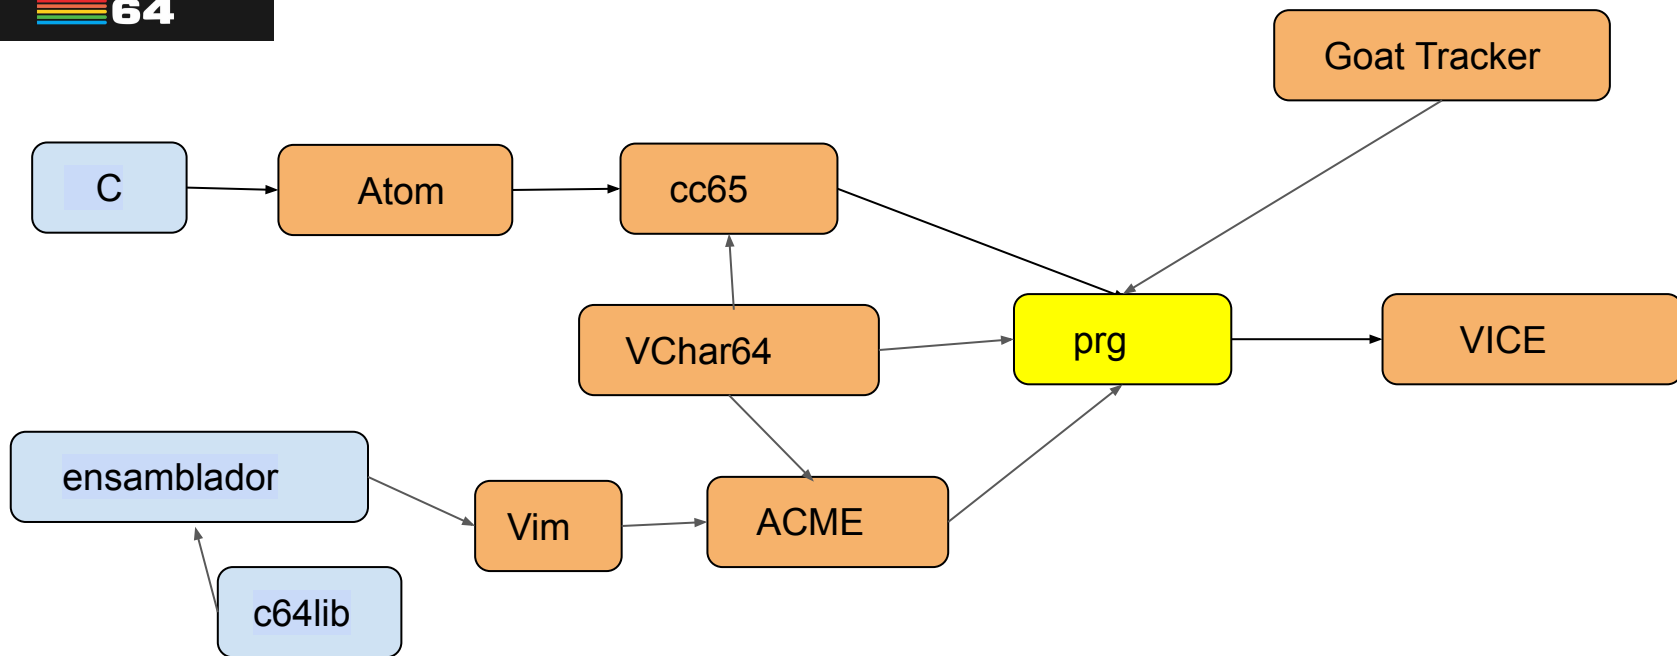 64
Goat Tracker
C
Atom
cc65
VChar64
prg
VICE
ensamblador
Vim
ACME
c64lib